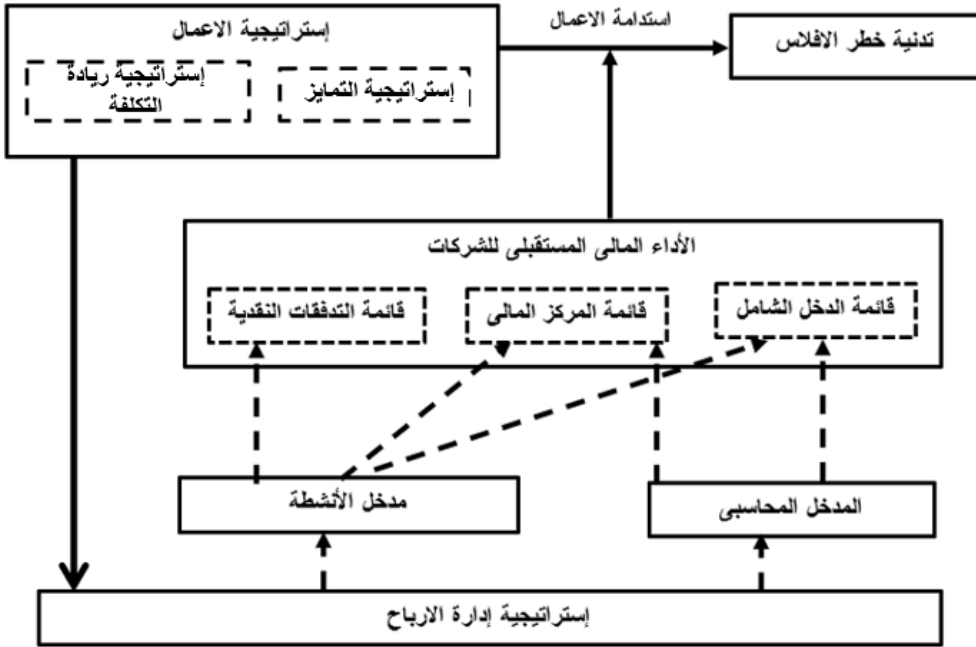 إستراتيجية الاعمال
استدامة الاعمال
تدنية خطر الافلاس
إستراتيجية التمايز
إستراتيجية ريادة
التكلفة
الأداء المالى المستقبلى للشركات
قائمة الدخل الشامل
قائمة المركز المالى
قائمة التدفقات النقدية
المدخل المحاسبى
مدخل الأنشطة
إستراتيجية إدارة الارباح